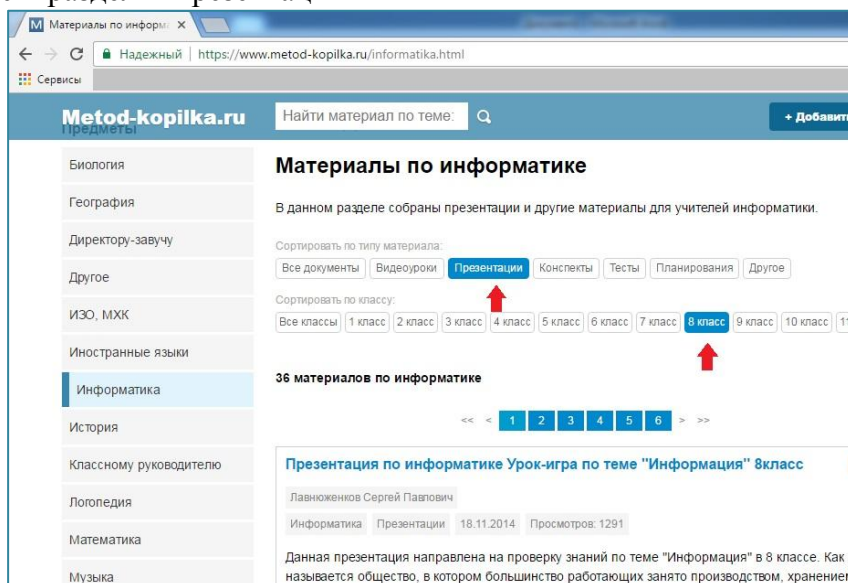 Материалы по информ
Надежный | https://www.metod-kopilka.ru/informatika.html
Сервисы
Metod-kopilka.ru
Найти материал по теме:
+ Добавит
Предметы
Биология
География
Директору-завучу
Другое
ИЗО, МХК
Иностранные языки
Информатика
История
Классному руководителю
Логопедия
Математика
Музыка
Материалы по информатике
В данном разделе собраны презентации и другие материалы для учителей информатики.
Сортировать по типу материала:
Все документы Видеоуроки Презентации Конспекты Тесты Планирования Другое
Сортировать по классу:
Все классы 1 класс 2 класс 3 класс 4 класс 5 класс 6 класс 7 класс 8 класс 9 класс 10 класс 11
36 материалов по информатике
<< < 1 2 3 4 5 6 > >>
Презентация по информатике Урок-игра по теме "Информация" 8класс
Лавнюженков Сергей Павлович
Информатика Презентации 18.11.2014 Просмотров: 1291
Данная презентация направлена на проверку знаний по теме "Информация" в 8 классе. Как
называется общество, в котором большинство работающих занято производством, хранением